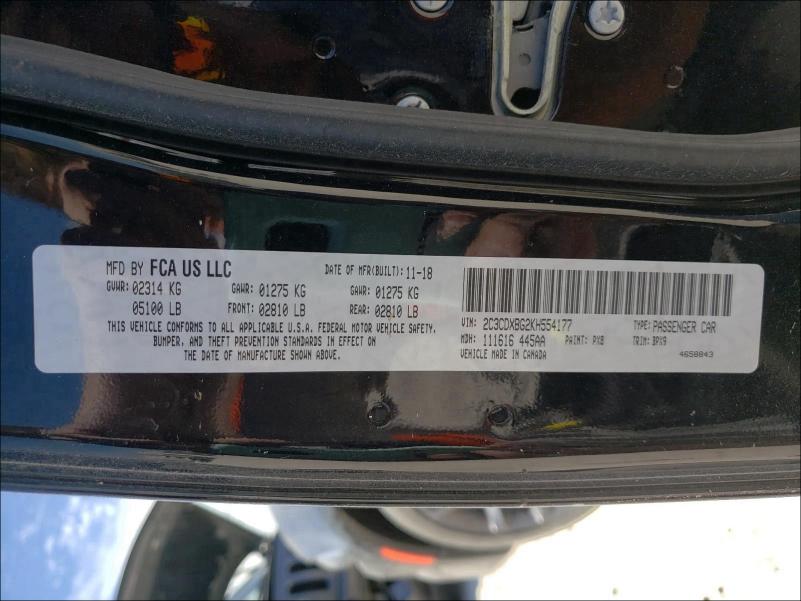 MFD BY FCA US LLC DATE OF MFR(BUILT): 11-18
GVWR: 02314 KG GAWR: 01275 KG GAWR: 01275 KG
05100 LB FRONT: 02810 LB REAR: 02810 LB
THIS VEHICLE CONFORMS TO ALL APPLICABLE U.S.A. FEDERAL MOTOR VEHICLE SAFETY,
BUMPER, AND THEFT PREVENTION STANDARDS IN EFFECT ON
THE DATE OF MANUFACTURE SHOWN ABOVE.
VIN: 2C3CDXBG2KH554177 TYPE: PASSENGER CAR
MDH: 111616 445AA PAINT: PX8 TRIM: BPX9
VEHICLE MADE IN CANADA 4658843